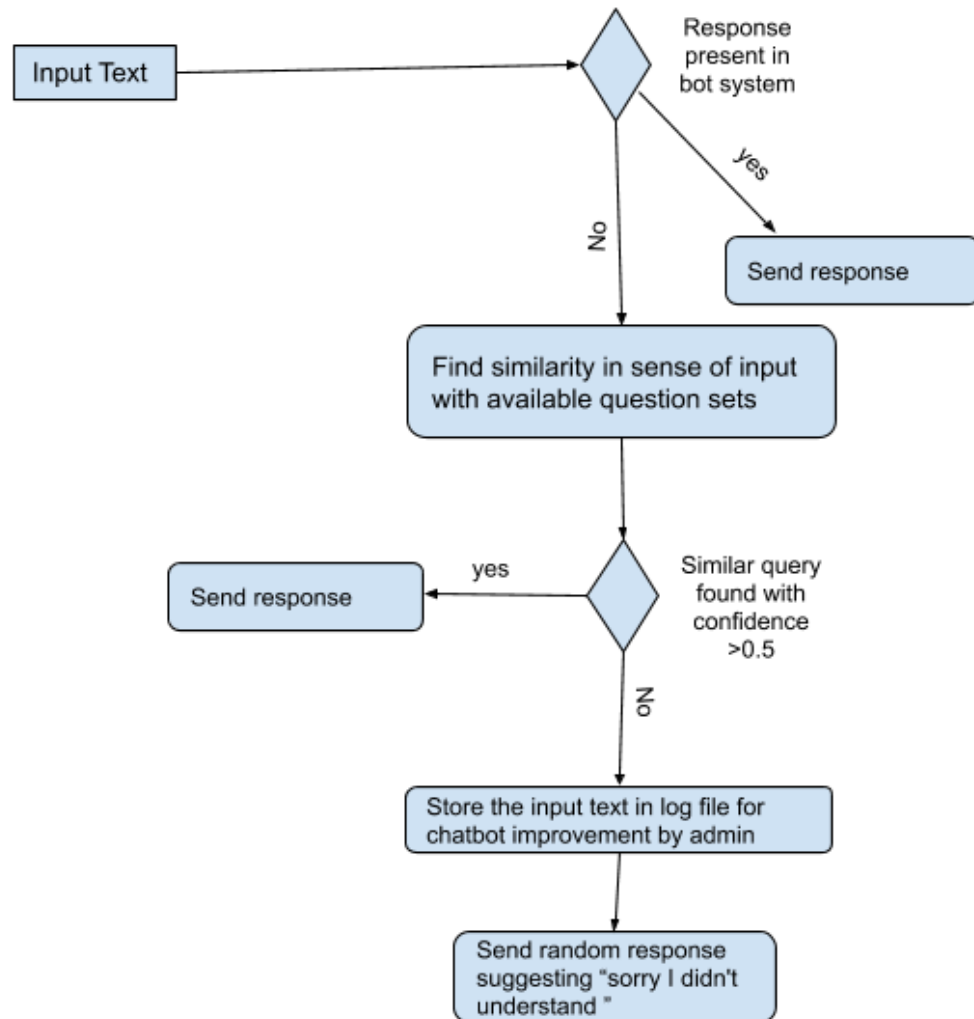 Response
present in
bot system
Input Text
yes
No
Send response
Find similarity in sense of input
with available question sets
yes
Similar query
found with
confidence
>0.5
Send response
No
Store the input text in log file for
chatbot improvement by admin
Send random response
suggesting “sorry I didn't
understand ”